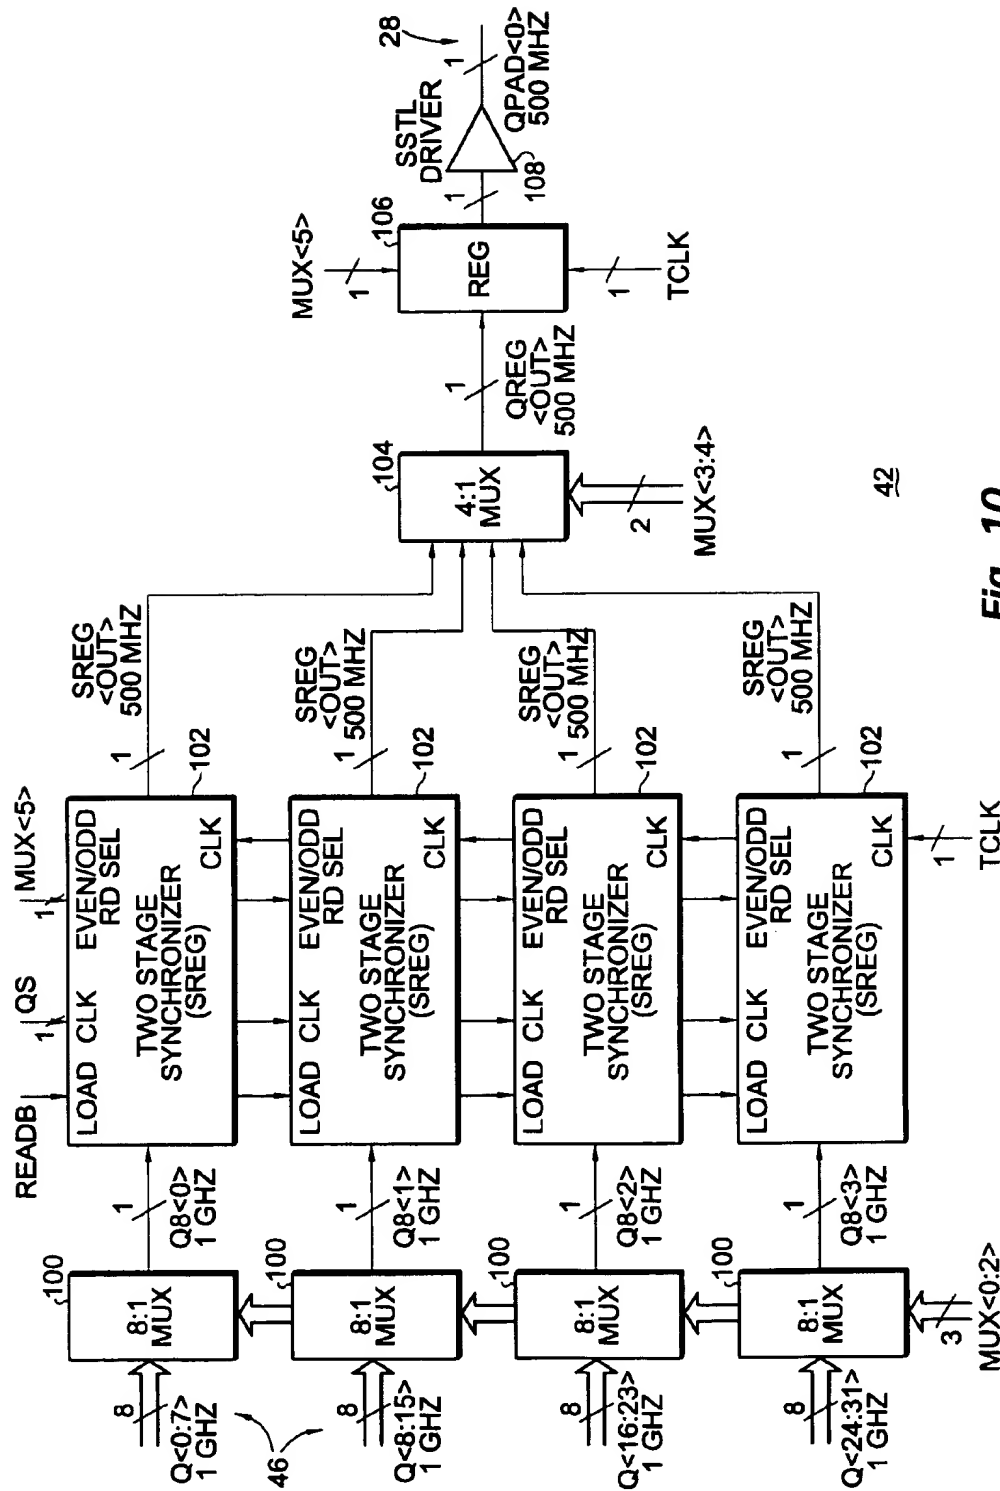 READB
QS
1
MUX<5>
1
100
8:1
MUX
8
Q<0:7>
1 GHZ
1
Q8<0>
1 GHZ
LOAD CLK EVEN/ODD
RD SEL
TWO STAGE
SYNCHRONIZER
(SREG)
CLK
102
1
SREG
<OUT>
500 MHZ
46
100
8:1
MUX
8
Q<8:15>
1 GHZ
1
Q8<1>
1 GHZ
LOAD CLK EVEN/ODD
RD SEL
TWO STAGE
SYNCHRONIZER
(SREG)
CLK
102
1
SREG
<OUT>
500 MHZ
100
8:1
MUX
8
Q<16:23>
1 GHZ
1
Q8<2>
1 GHZ
LOAD CLK EVEN/ODD
RD SEL
TWO STAGE
SYNCHRONIZER
(SREG)
CLK
102
1
SREG
<OUT>
500 MHZ
100
8:1
MUX
8
Q<24:31>
1 GHZ
3
MUX<0:2>
1
Q8<3>
1 GHZ
LOAD CLK EVEN/ODD
RD SEL
TWO STAGE
SYNCHRONIZER
(SREG)
CLK
102
1
TCLK
1
SREG
<OUT>
500 MHZ
104
4:1
MUX
2
MUX<3:4>
1
QREG
<OUT>
500 MHZ
MUX<5>
1
106
REG
1
TCLK
1
SSTL
DRIVER
108
1
28
QPAD<0>
500 MHZ
42
Fig. 10